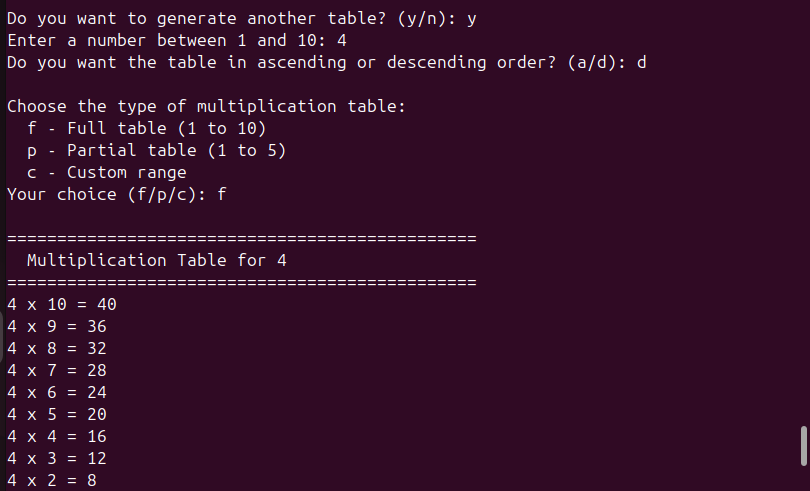 Do you want to generate another table? (y/n): y
Enter a number between 1 and 10: 4
Do you want the table in ascending or descending order? (a/d): d
Choose the type of multiplication table:
f - Full table (1 to 10)
p - Partial table (1 to 5)
c - Custom range
Your choice (f/p/c): f
===============================================
Multiplication Table for 4
===============================================
4 x 10 = 40
4 x 9 = 36
4 x 8 = 32
4 x 7 = 28
4 x 6 = 24
4 x 5 = 20
4 x 4 = 16
4 x 3 = 12
4 x 2 = 8